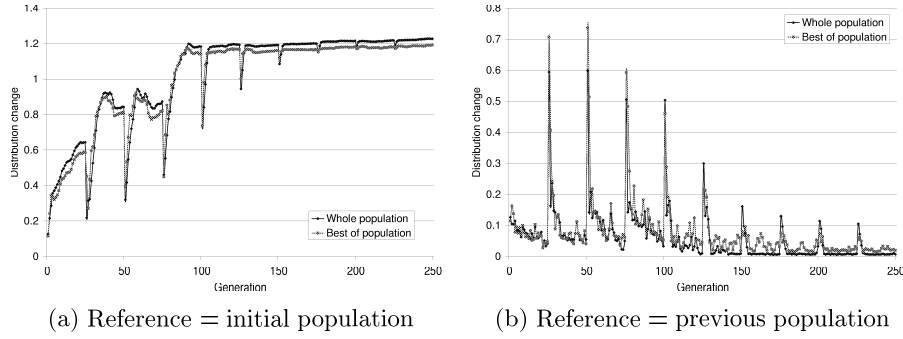 1.4
1.2
1
0.8
0.6
0.4
0.2
0
0 50 100 150 200 250
Distribution change
Generation
Whole population
Best of population
(a) Reference = initial population
0.8
0.7
0.6
0.5
0.4
0.3
0.2
0.1
0
0 50 100 150 200 250
Distribution change
Generation
Whole population
Best of population
(b) Reference = previous population